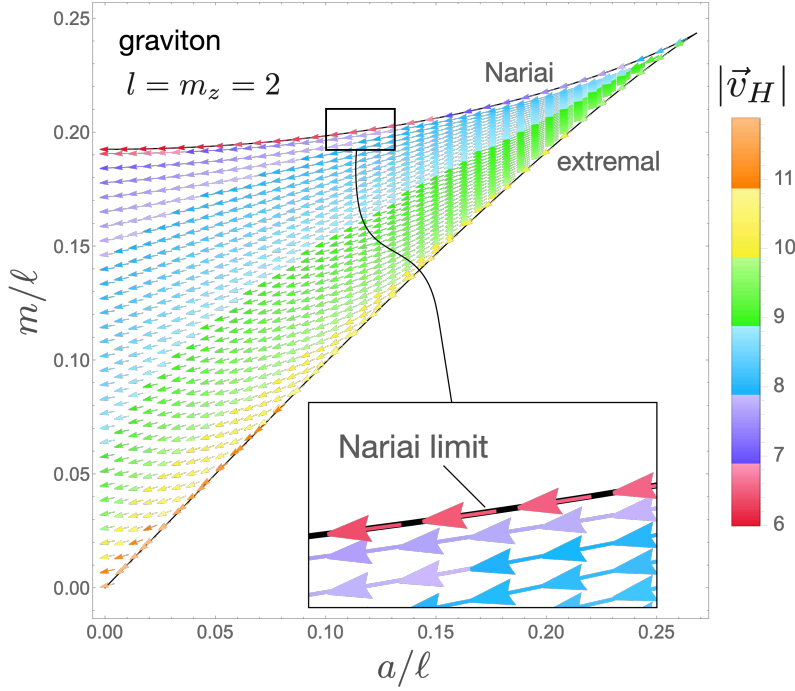 graviton
l = m_z = 2
Nariai
extremal
Nariai limit
|v⃗_H|
11
10
9
8
7
6
0.25
0.20
0.15
0.10
0.05
0.00
m/ℓ
0.00 0.05 0.10 0.15 0.20 0.25
a/ℓ